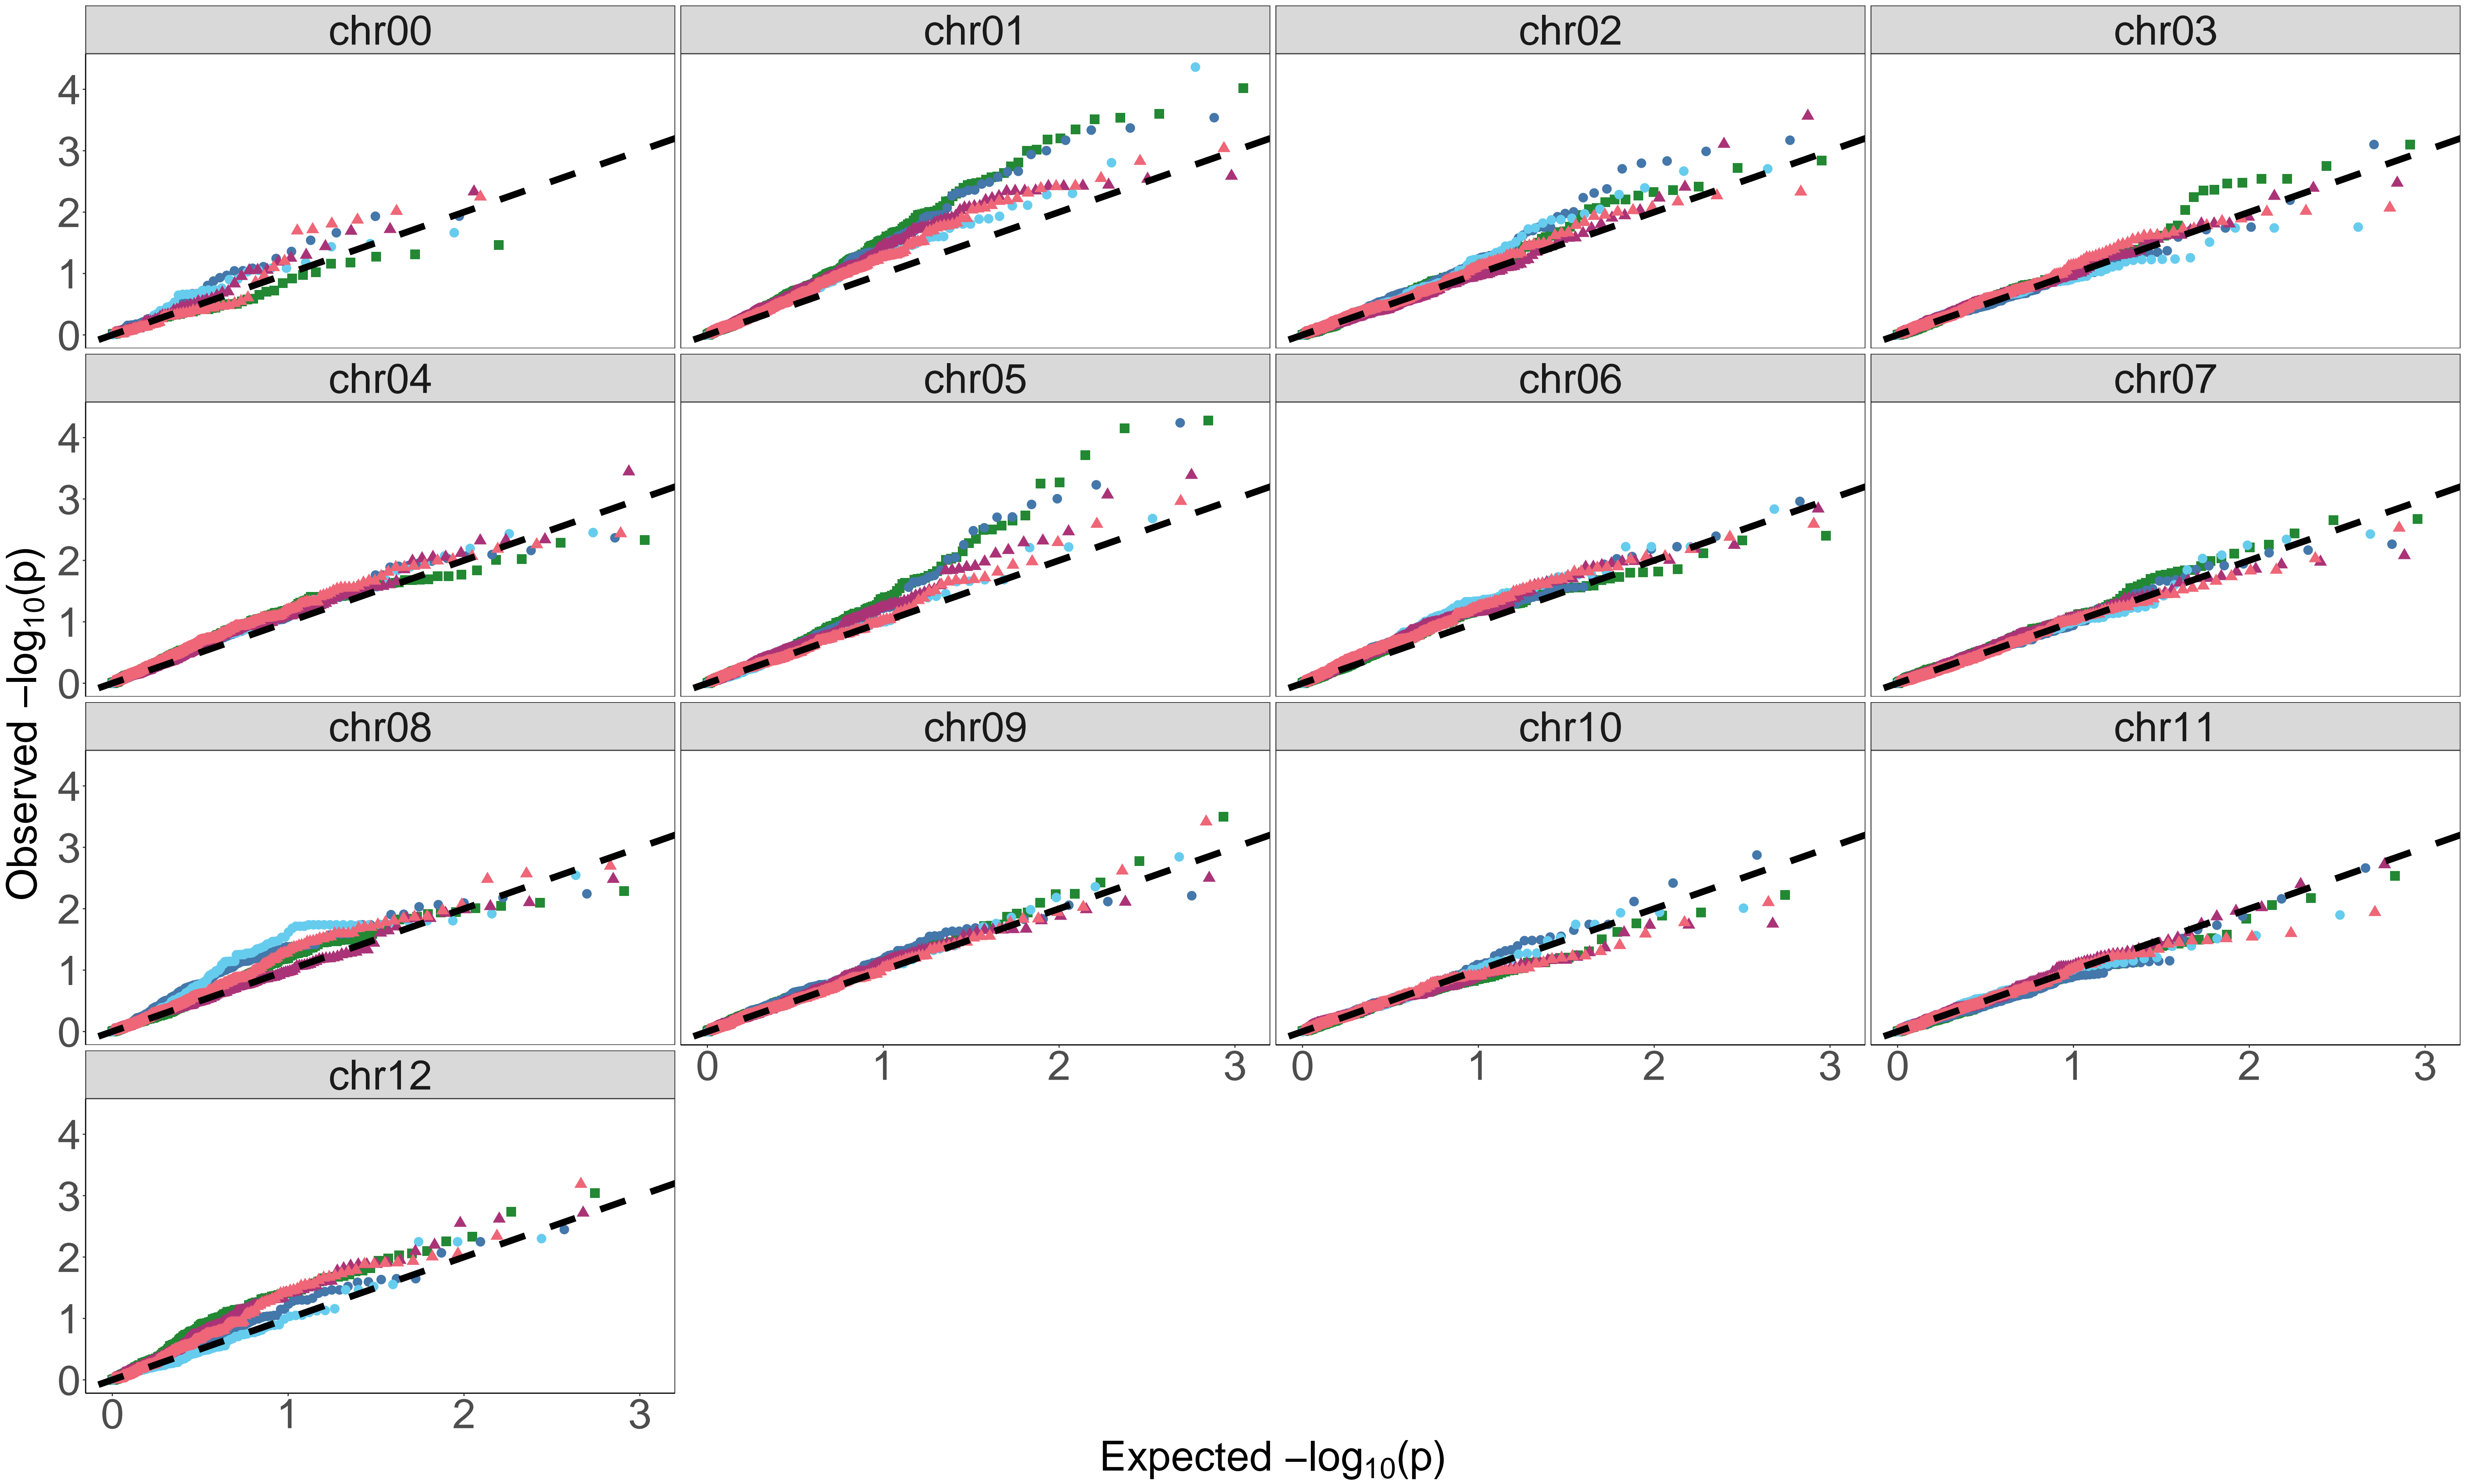 chr00 chr01 chr02 chr03
4
3
2
1
0
chr04 chr05 chr06 chr07
4
3
2
1
0
chr08 chr09 chr10 chr11
4
3
2
1
0
0 1 2 3 0 1 2 3 0 1 2 3
chr12
4
3
2
1
0
0 1 2 3
Observed −log10(p)
Expected −log10(p)